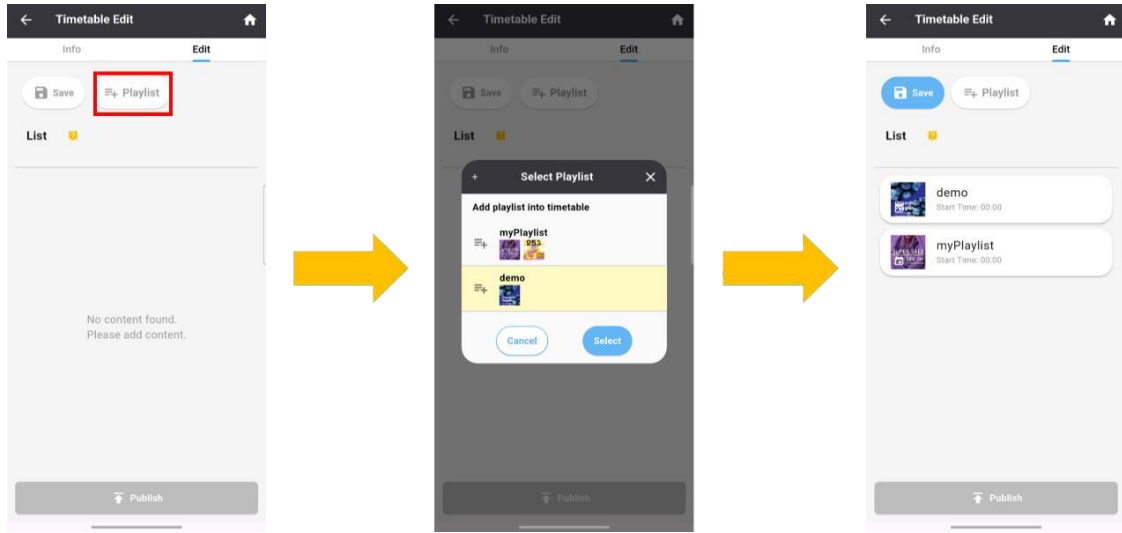 Timetable Edit
Info Edit
Save Playlist
List
No content found.
Please add content.
Publish
Timetable Edit
Info Edit
Save Playlist
List
+ Select Playlist
Add playlist into timetable
myPlaylist
demo
Cancel Select
Publish
Timetable Edit
Info Edit
Save Playlist
List
demo
Start Time: 00:00
myPlaylist
Start Time: 00:00
Publish